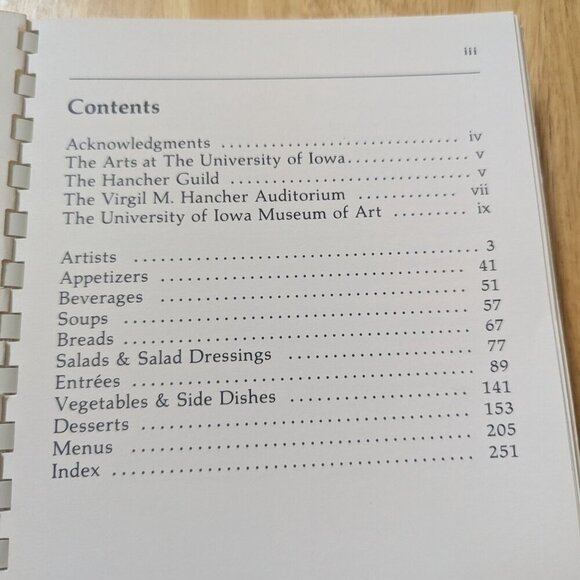 iii
Contents
Acknowledgments .............................. iv
The Arts at The University of Iowa............. v
The Hancher Guild ............................. v
The Virgil M. Hancher Auditorium ............ vii
The University of Iowa Museum of Art ......... ix
Artists ........................................ 3
Appetizers .................................... 41
Beverages .................................... 51
Soups ........................................ 57
Breads ........................................ 67
Salads & Salad Dressings ..................... 77
Entrées ....................................... 89
Vegetables & Side Dishes .................... 141
Desserts ..................................... 153
Menus ....................................... 205
Index ........................................ 251